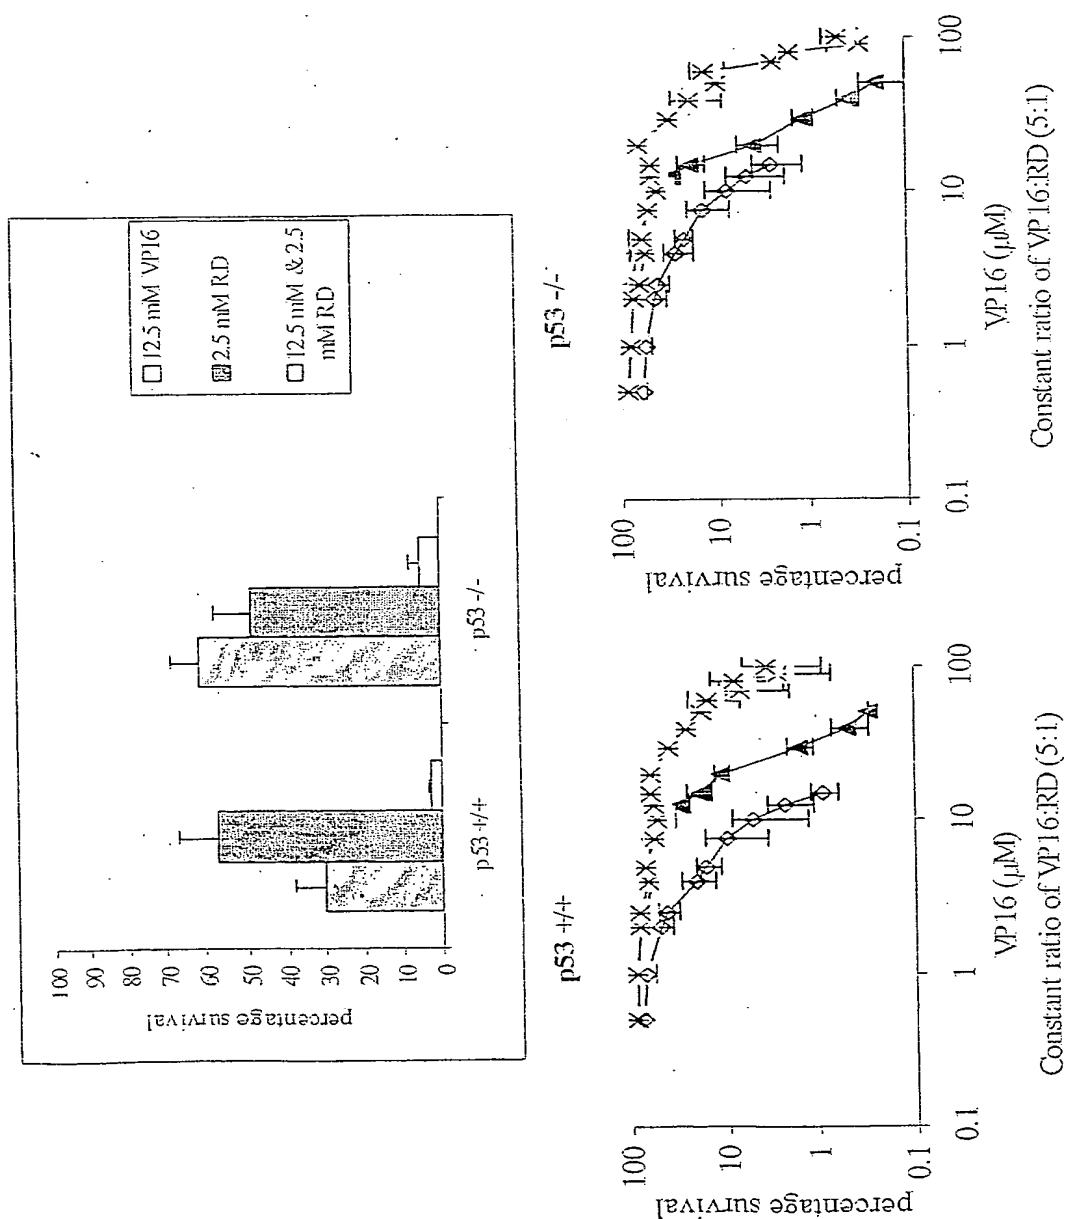 100
90
80
70
60
50
40
30
20
10
0
percentage survival
p53 +/+
p53 -/-
12.5 mM VP16
2.5 mM RD
12.5 mM & 2.5
mM RD
p53 +/+
100
10
1
0.1
percentage survival
0.1
1
10
100
VP16 (µM)
Constant ratio of VP16:RD (5:1)
p53 -/-
100
10
1
0.1
percentage survival
0.1
1
10
100
VP16 (µM)
Constant ratio of VP16:RD (5:1)